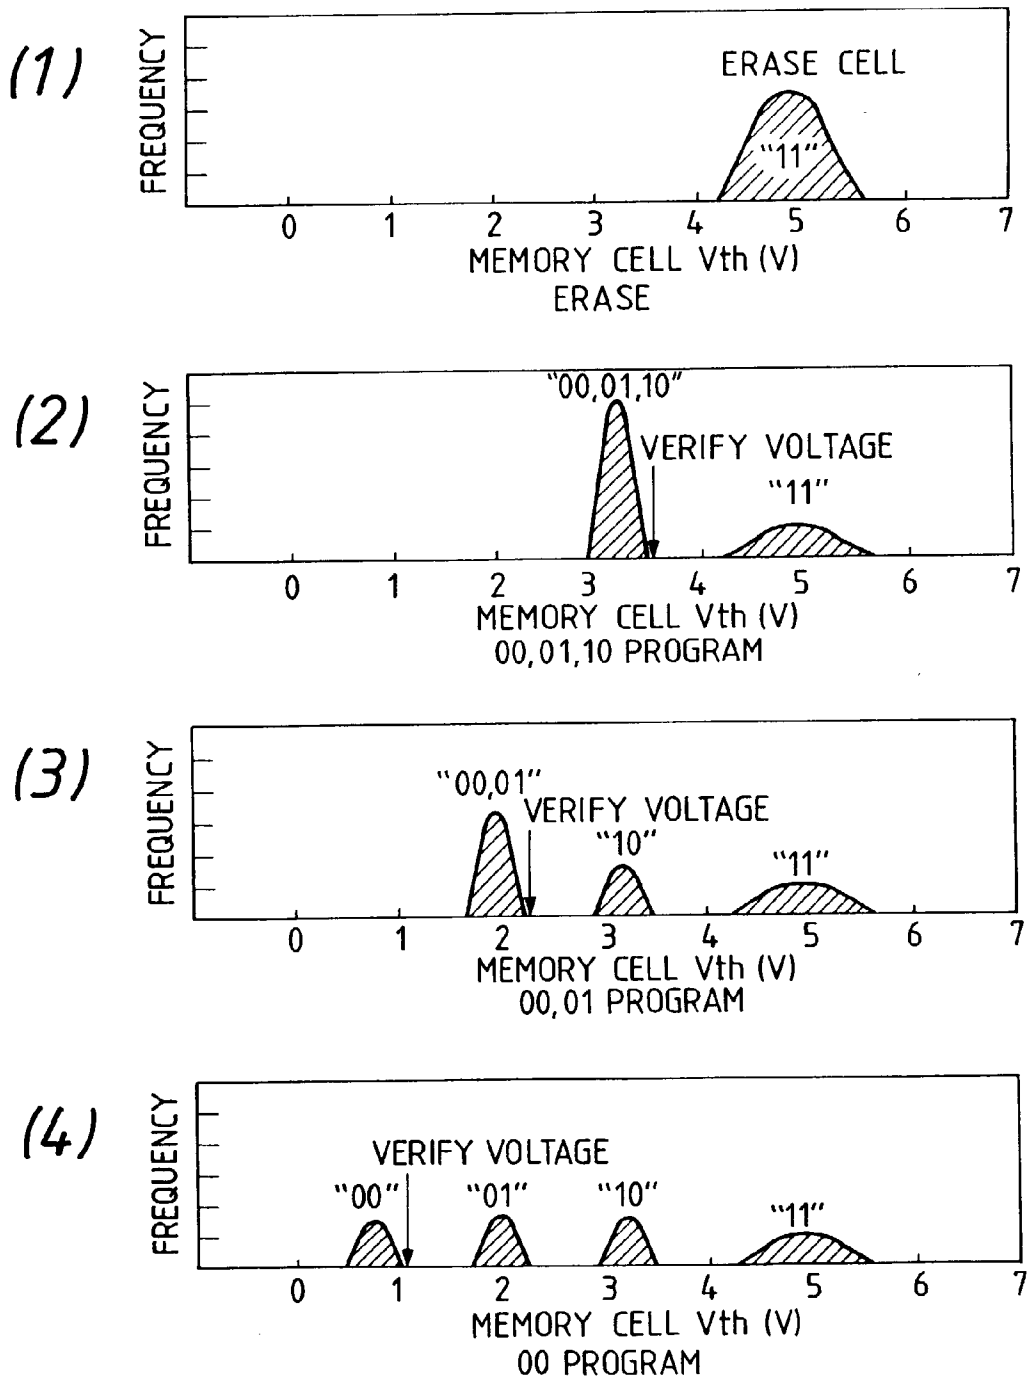 (1)
FREQUENCY
ERASE CELL
"11"
0 1 2 3 4 5 6 7
MEMORY CELL Vth (V)
ERASE
(2)
FREQUENCY
"00,01,10"
VERIFY VOLTAGE
"11"
0 1 2 3 4 5 6 7
MEMORY CELL Vth (V)
00,01,10 PROGRAM
(3)
FREQUENCY
"00,01"
VERIFY VOLTAGE
"10"
"11"
0 1 2 3 4 5 6 7
MEMORY CELL Vth (V)
00,01 PROGRAM
(4)
FREQUENCY
VERIFY VOLTAGE
"00" "01" "10" "11"
0 1 2 3 4 5 6 7
MEMORY CELL Vth (V)
00 PROGRAM